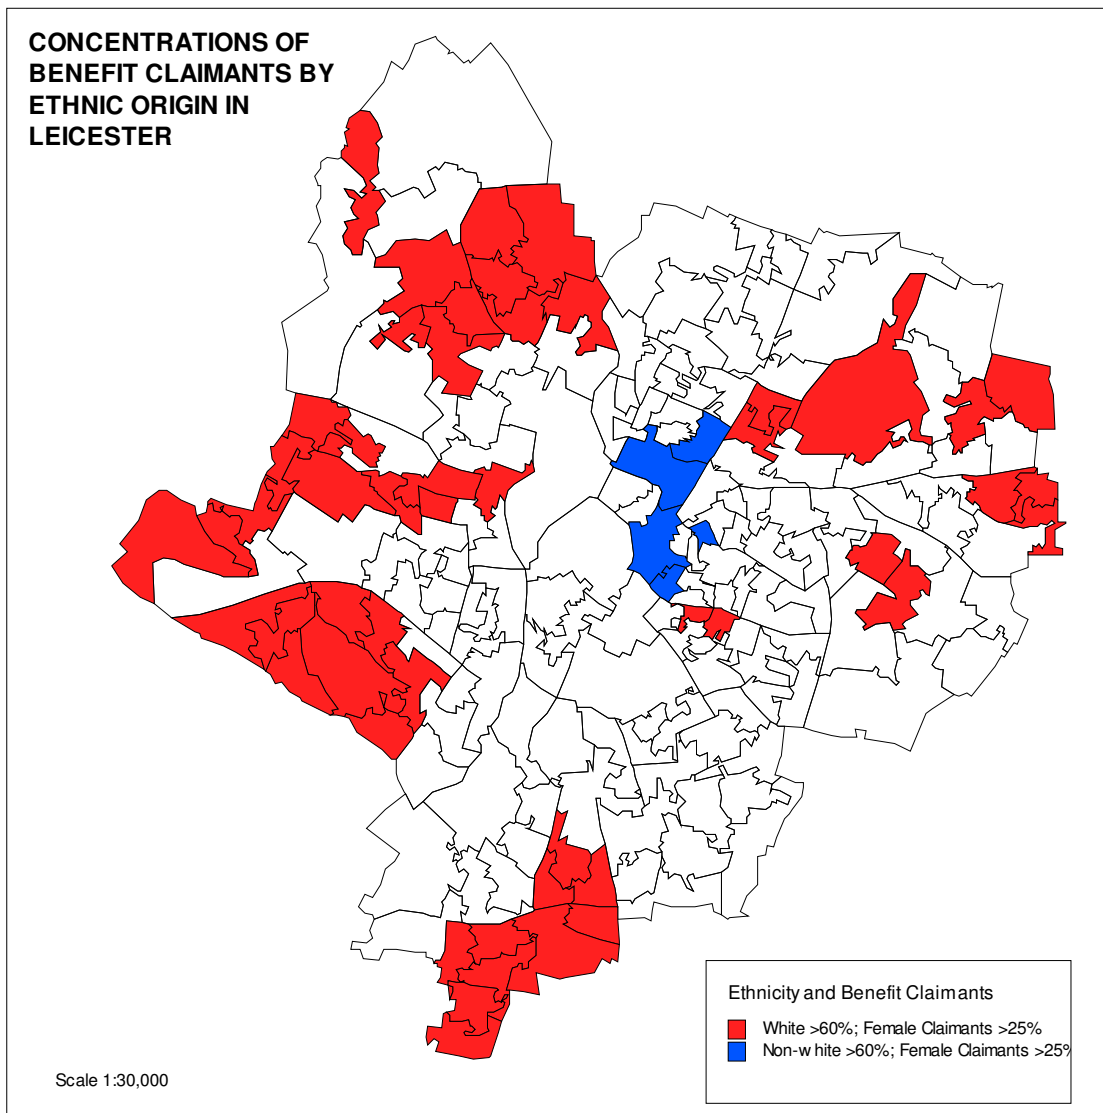 CONCENTRATIONS OF
BENEFIT CLAIMANTS BY
ETHNIC ORIGIN IN
LEICESTER
Ethnicity and Benefit Claimants
White >60%; Female Claimants >25%
Non-white >60%; Female Claimants >25%
Scale 1:30,000